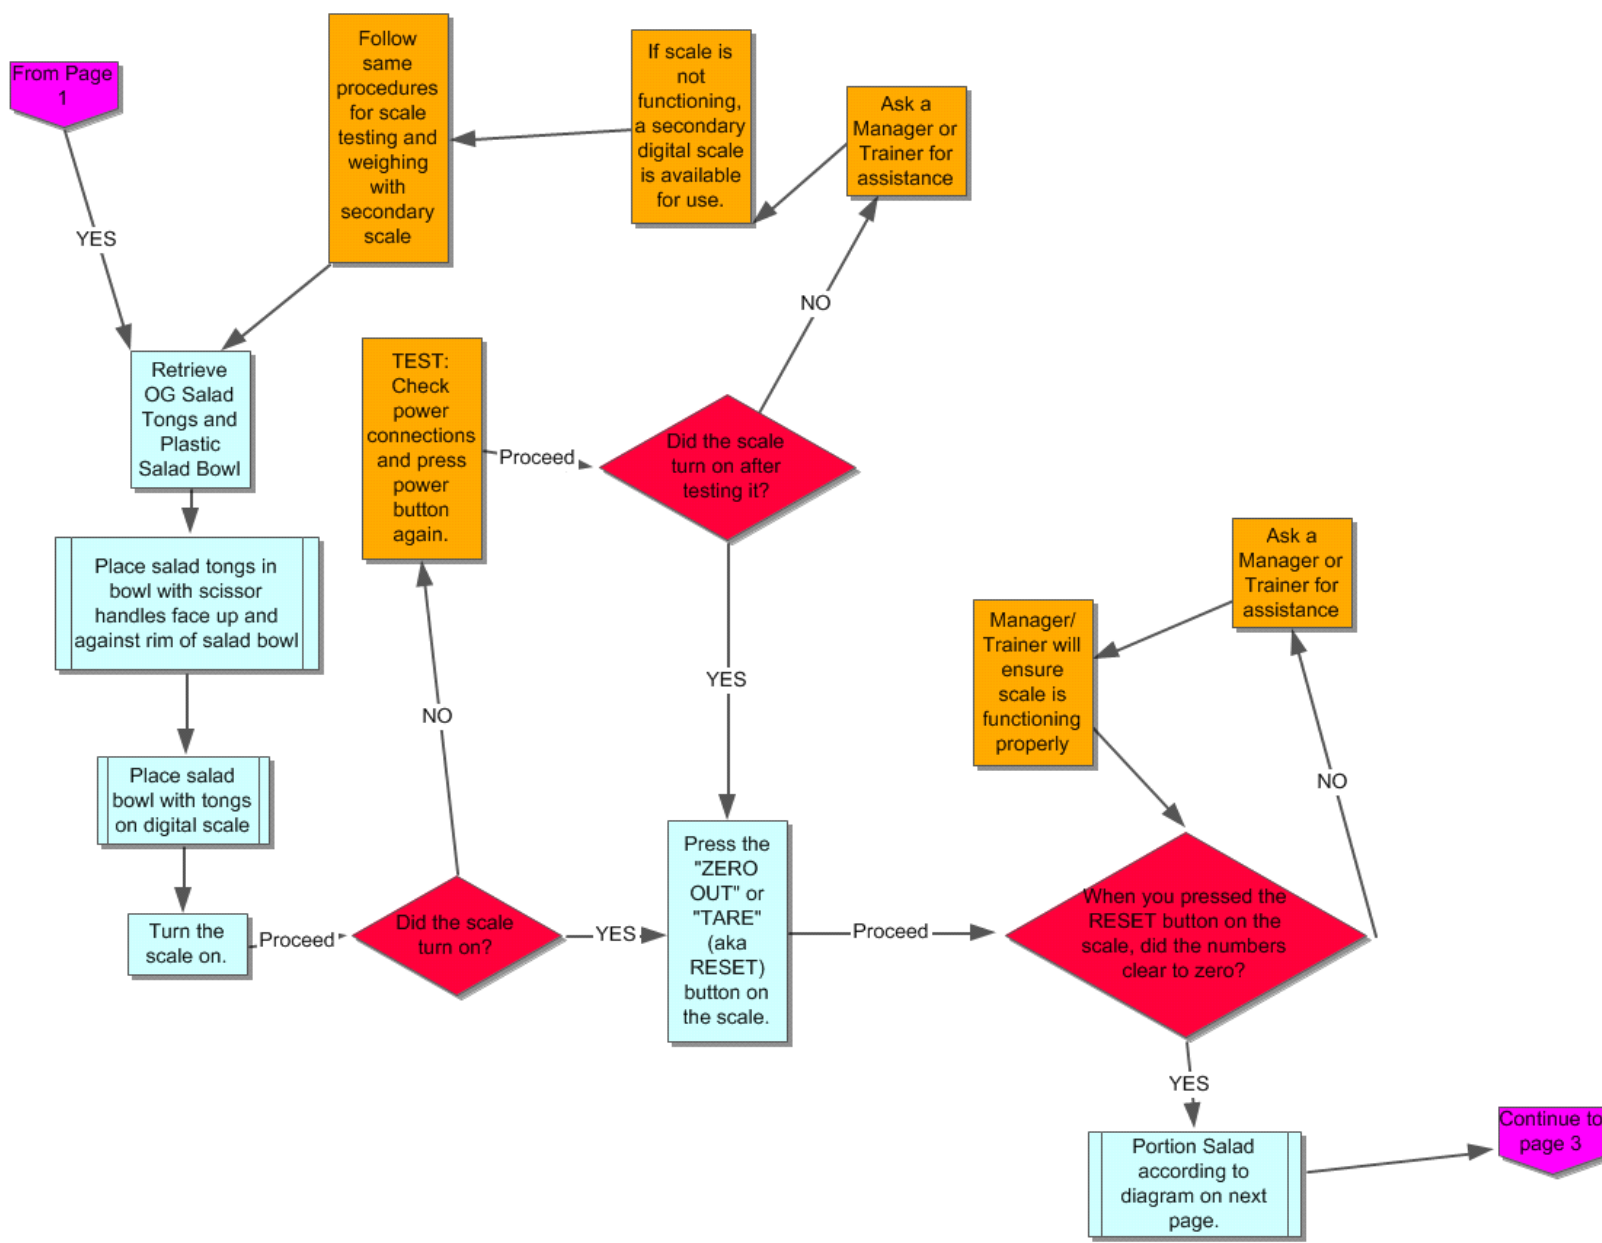 From Page
1
YES
Follow
same
procedures
for scale
testing and
weighing
with
secondary
scale
If scale is
not
functioning,
a secondary
digital scale
is available
for use.
Ask a
Manager or
Trainer for
assistance
NO
Retrieve
OG Salad
Tongs and
Plastic
Salad Bowl
TEST:
Check
power
connections
and press
power
button
again.
Proceed
Did the scale
turn on after
testing it?
Place salad tongs in
bowl with scissor
handles face up and
against rim of salad bowl
NO
YES
Ask a
Manager or
Trainer for
assistance
Manager/
Trainer will
ensure
scale is
functioning
properly
NO
Place salad
bowl with tongs
on digital scale
Turn the
scale on.
Proceed
Did the scale
turn on?
YES
Press the
"ZERO
OUT" or
"TARE"
(aka
RESET)
button on
the scale.
Proceed
When you pressed the
RESET button on the
scale, did the numbers
clear to zero?
YES
Portion Salad
according to
diagram on next
page.
Continue to
page 3